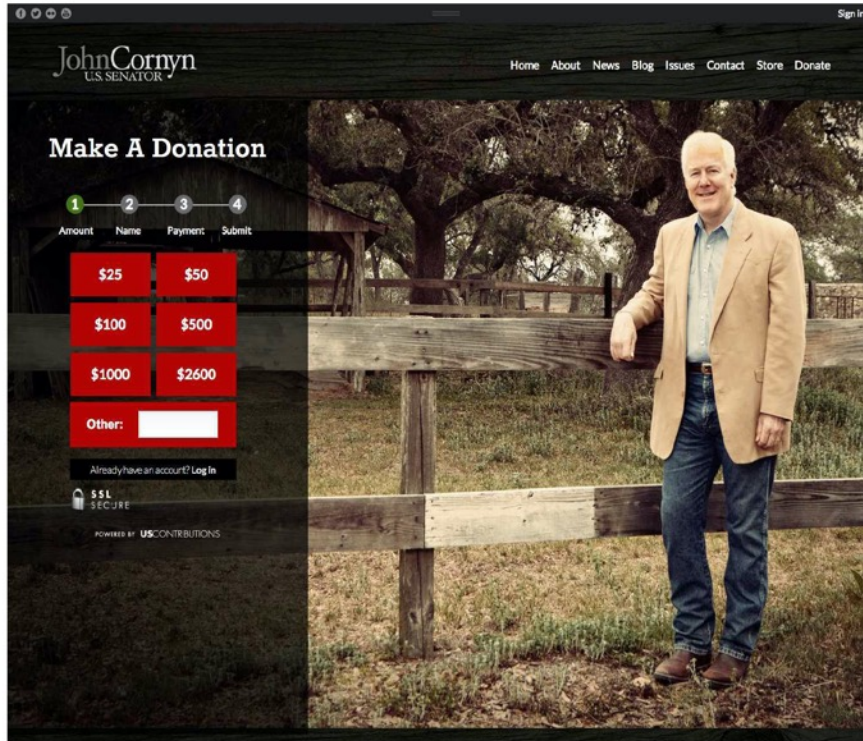 Sign in
JohnCornyn
U.S. SENATOR
Home About News Blog Issues Contact Store Donate
Make A Donation
1 2 3 4
Amount Name Payment Submit
$25 $50
$100 $500
$1000 $2600
Other:
Already have an account? Log in
SSL
SECURE
POWERED BY USCONTRIBUTIONS